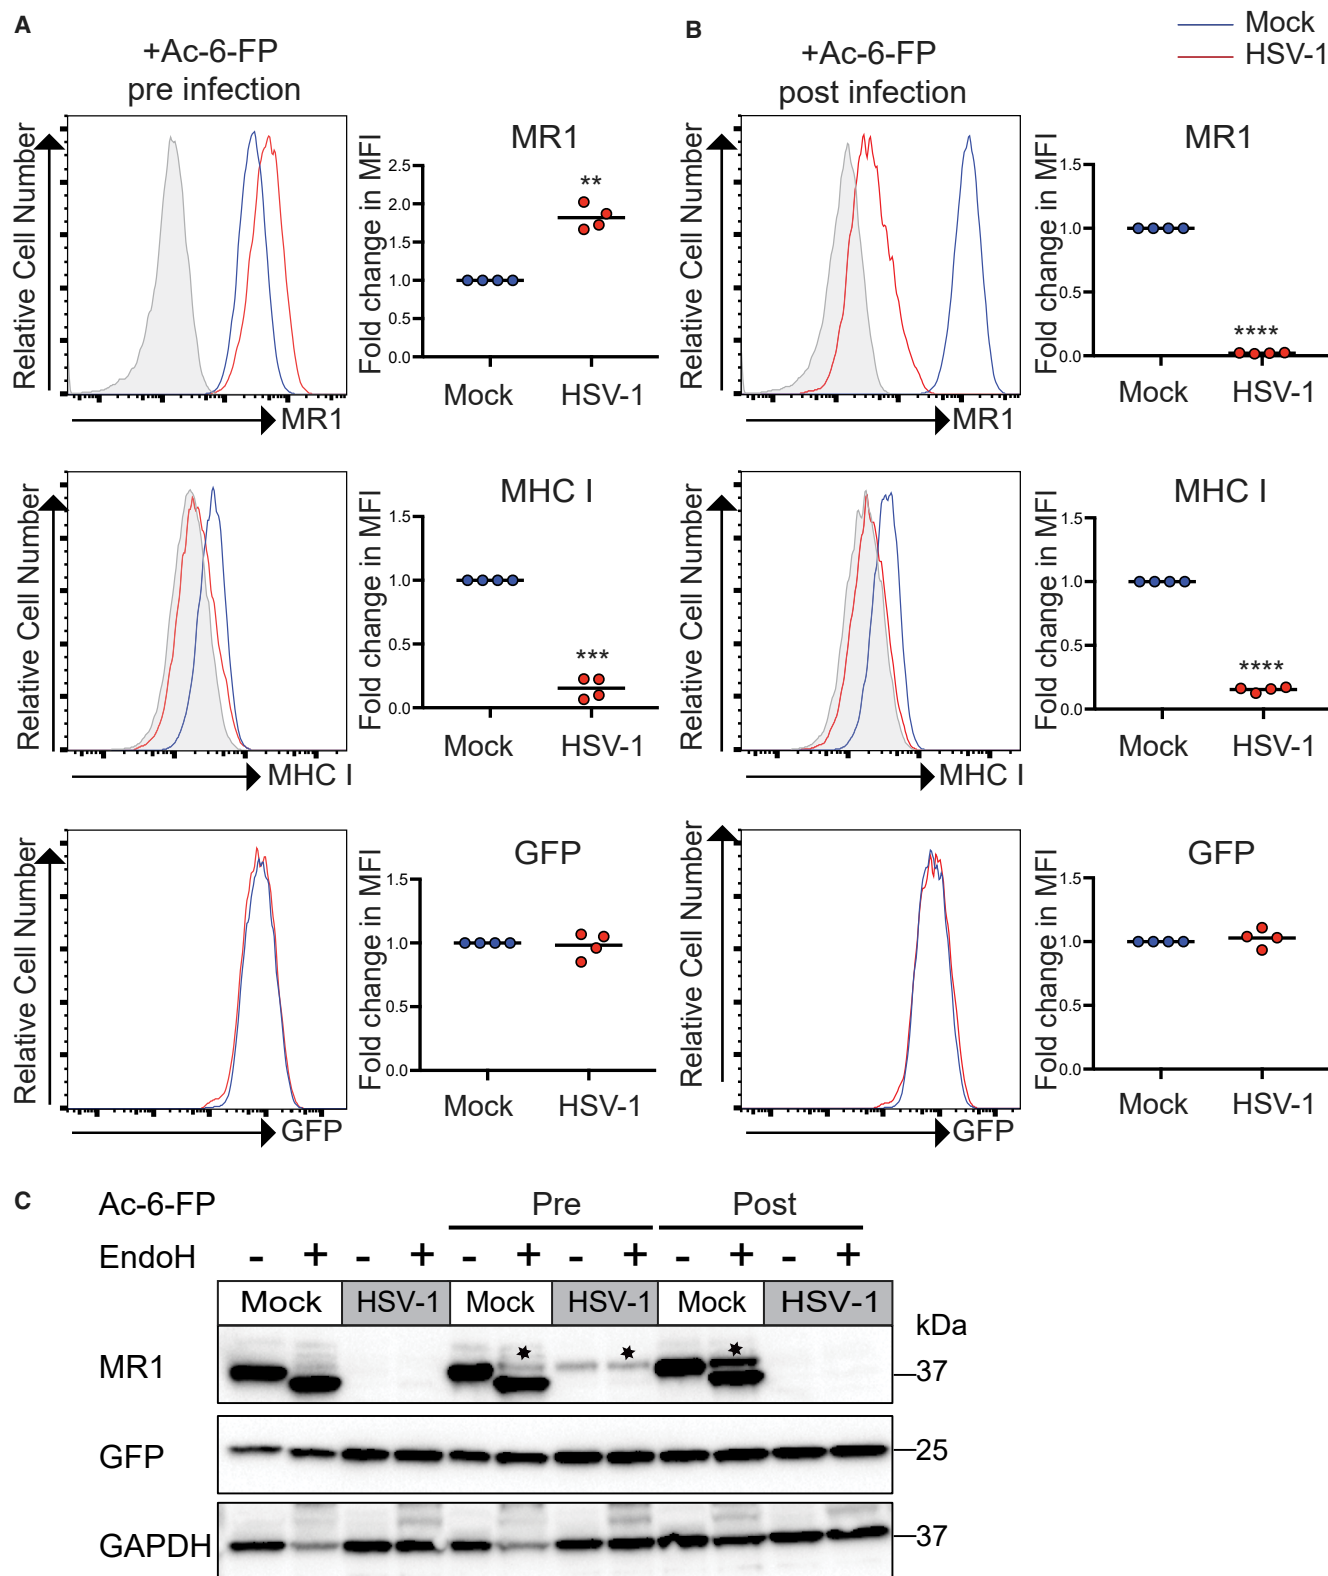 A
+Ac-6-FP
pre infection
Relative Cell Number
MR1
MR1
Fold change in MFI
2.5
2.0
1.5
1.0
0.5
0.0
**
Mock
HSV-1
B
+Ac-6-FP
post infection
Mock
HSV-1
Relative Cell Number
MR1
MR1
Fold change in MFI
1.5
1.0
0.5
0.0
****
Mock
HSV-1
Relative Cell Number
MHC I
MHC I
Fold change in MFI
1.5
1.0
0.5
0.0
***
Mock
HSV-1
Relative Cell Number
MHC I
MHC I
Fold change in MFI
1.5
1.0
0.5
0.0
****
Mock
HSV-1
Relative Cell Number
GFP
GFP
Fold change in MFI
1.5
1.0
0.5
0.0
Mock
HSV-1
Relative Cell Number
GFP
GFP
Fold change in MFI
1.5
1.0
0.5
0.0
Mock
HSV-1
C
Ac-6-FP Pre Post
EndoH - + - + - + - + - + - +
Mock HSV-1 Mock HSV-1 Mock HSV-1
kDa
MR1 37
GFP 25
GAPDH 37